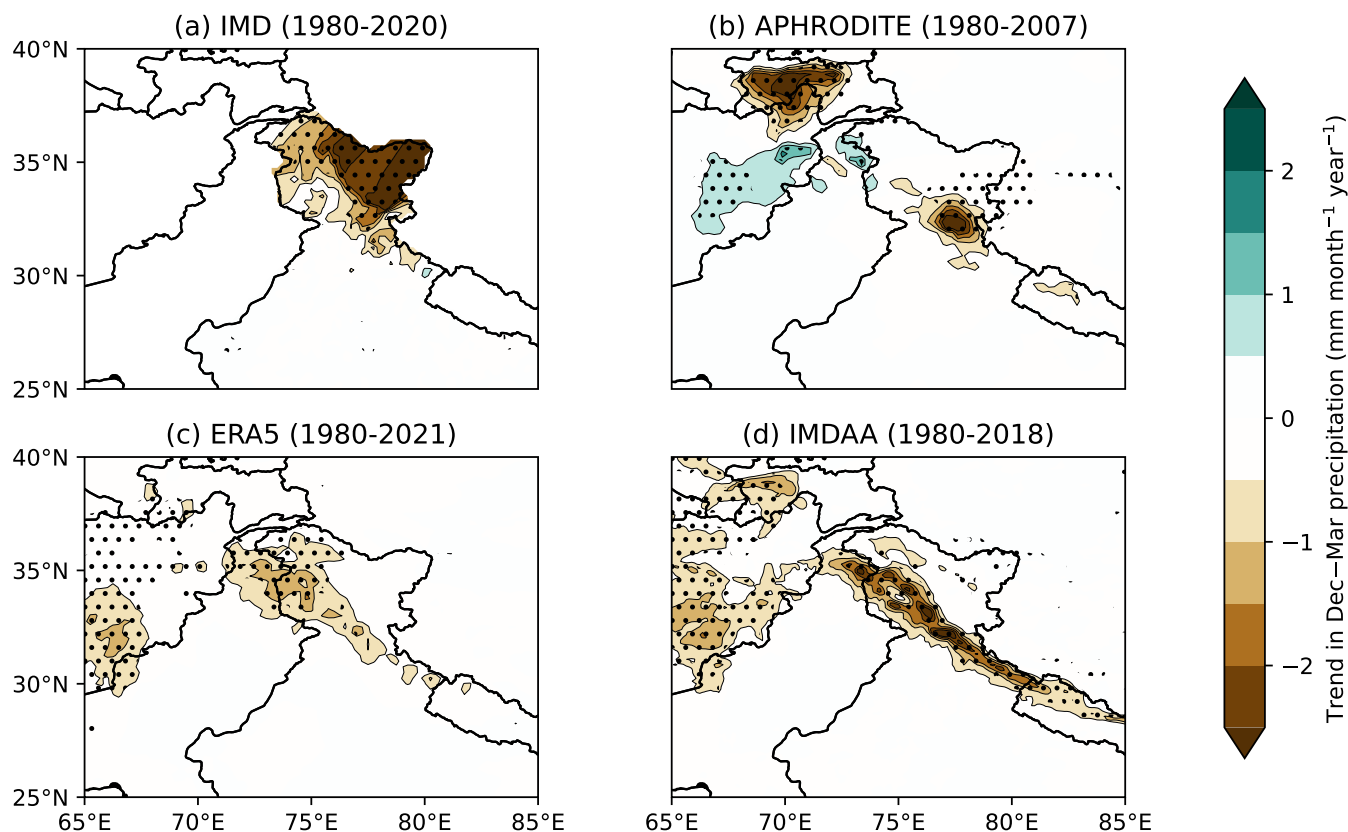 (a) IMD (1980-2020)
(b) APHRODITE (1980-2007)
40°N
35°N
30°N
25°N
(c) ERA5 (1980-2021)
(d) IMDAA (1980-2018)
40°N
35°N
30°N
25°N
65°E 70°E 75°E 80°E 85°E
65°E 70°E 75°E 80°E 85°E
2
1
0
−1
−2
Trend in Dec−Mar precipitation (mm month⁻¹ year⁻¹)